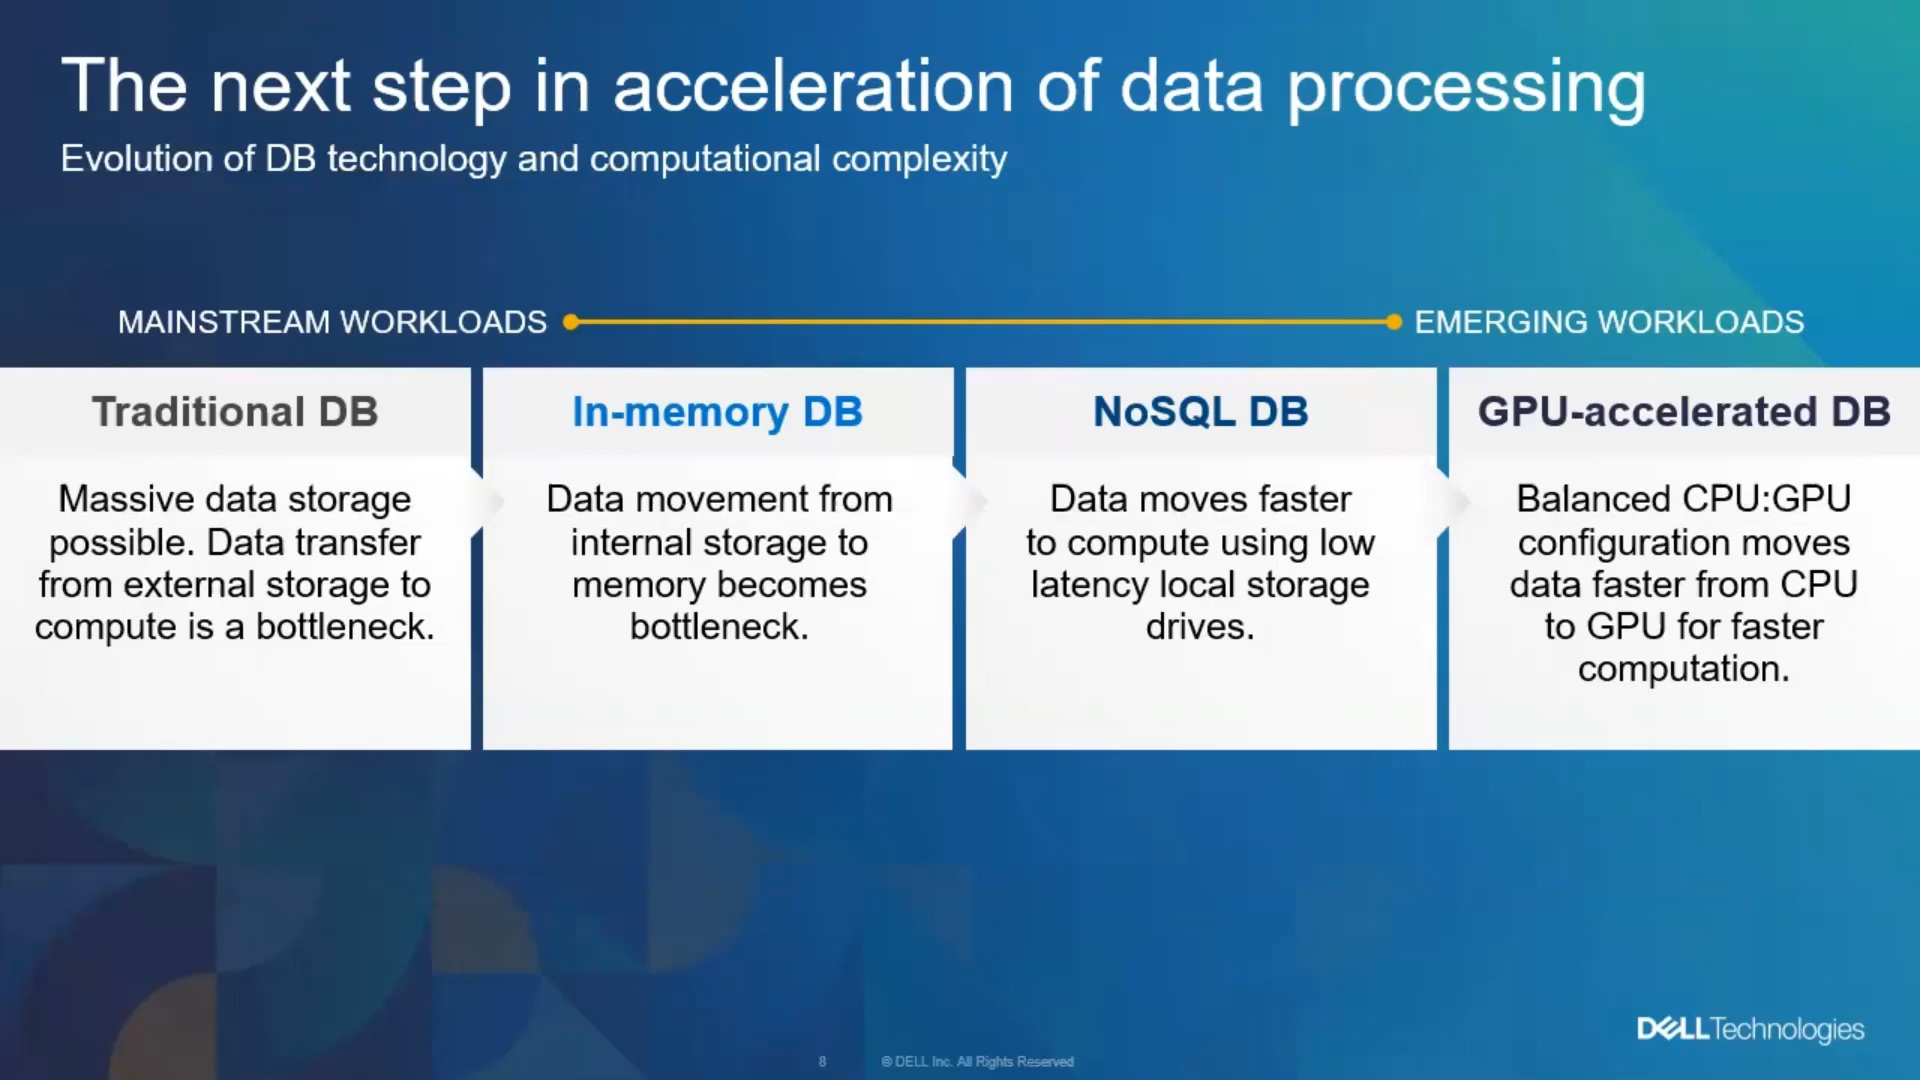 The next step in acceleration of data processing
Evolution of DB technology and computational complexity
MAINSTREAM WORKLOADS
EMERGING WORKLOADS
Traditional DB
Massive data storage
possible. Data transfer
from external storage to
compute is a bottleneck.
In-memory DB
Data movement from
internal storage to
memory becomes
bottleneck.
NoSQL DB
Data moves faster
to compute using low
latency local storage
drives.
GPU-accelerated DB
Balanced CPU:GPU
configuration moves
data faster from CPU
to GPU for faster
computation.
DELL Technologies
8
© DELL Inc. All Rights Reserved